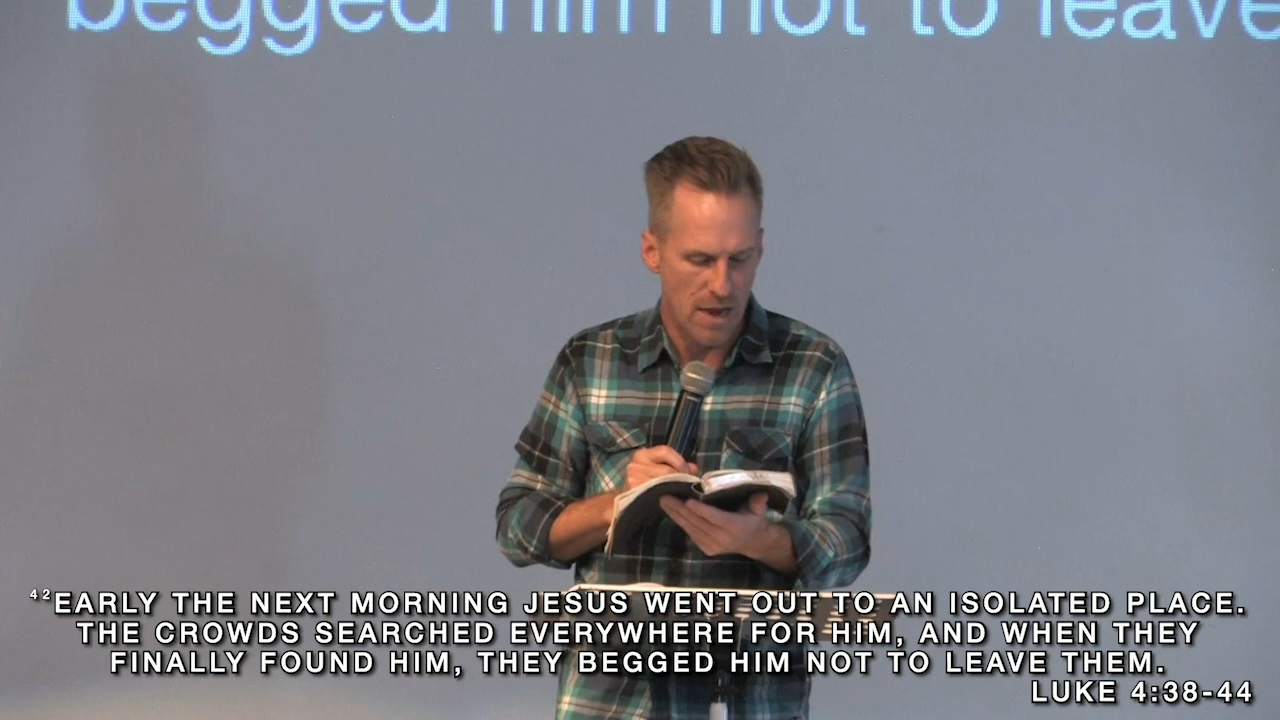 begged him not to leave
⁴²EARLY THE NEXT MORNING JESUS WENT OUT TO AN ISOLATED PLACE.
THE CROWDS SEARCHED EVERYWHERE FOR HIM, AND WHEN THEY
FINALLY FOUND HIM, THEY BEGGED HIM NOT TO LEAVE THEM.
LUKE 4:38-44